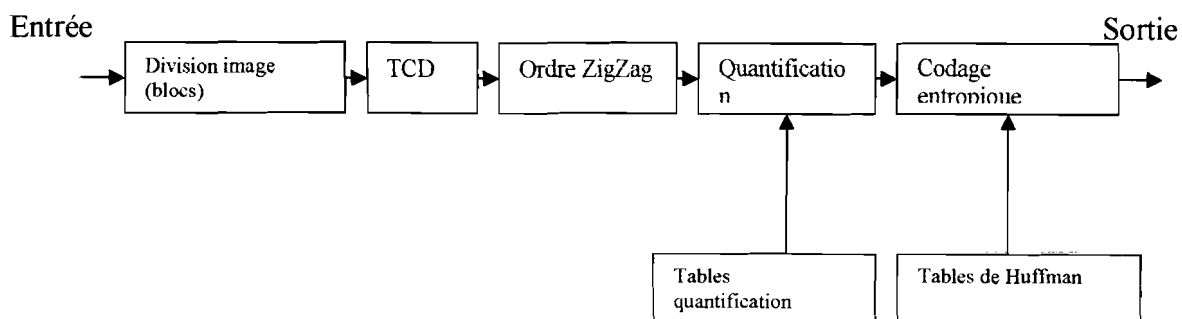 Entrée
Sortie
Division image
(blocs)
TCD
Ordre ZigZag
Quantificatio
n
Codage
entropique
Tables
quantification
Tables de Huffman